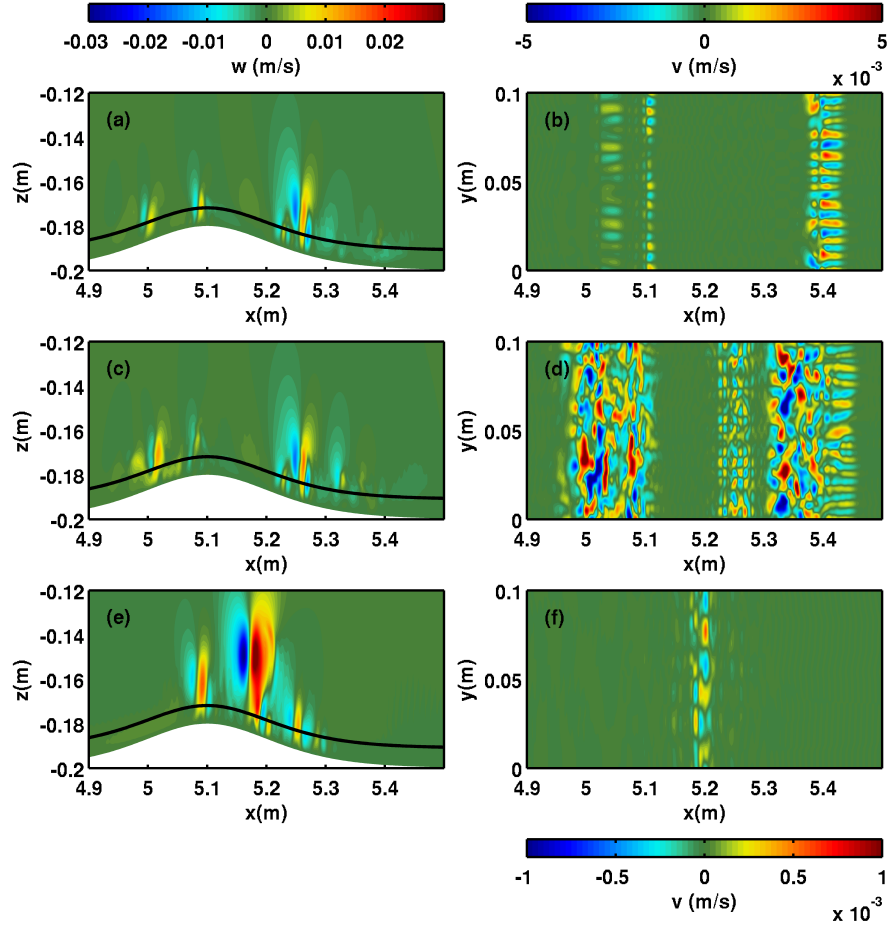 -0.03 -0.02 -0.01 0 0.01 0.02
w (m/s)
-5 0 5
v (m/s)
x 10⁻³
-0.12
-0.14
-0.16
-0.18
-0.2
z(m)
(a)
4.9 5 5.1 5.2 5.3 5.4
x(m)
0.1
0.05
0
y(m)
(b)
4.9 5 5.1 5.2 5.3 5.4
x(m)
-0.12
-0.14
-0.16
-0.18
-0.2
z(m)
(c)
4.9 5 5.1 5.2 5.3 5.4
x(m)
0.1
0.05
0
y(m)
(d)
4.9 5 5.1 5.2 5.3 5.4
x(m)
-0.12
-0.14
-0.16
-0.18
-0.2
z(m)
(e)
4.9 5 5.1 5.2 5.3 5.4
x(m)
0.1
0.05
0
y(m)
(f)
4.9 5 5.1 5.2 5.3 5.4
x(m)
-1 -0.5 0 0.5 1
v (m/s)
x 10⁻³